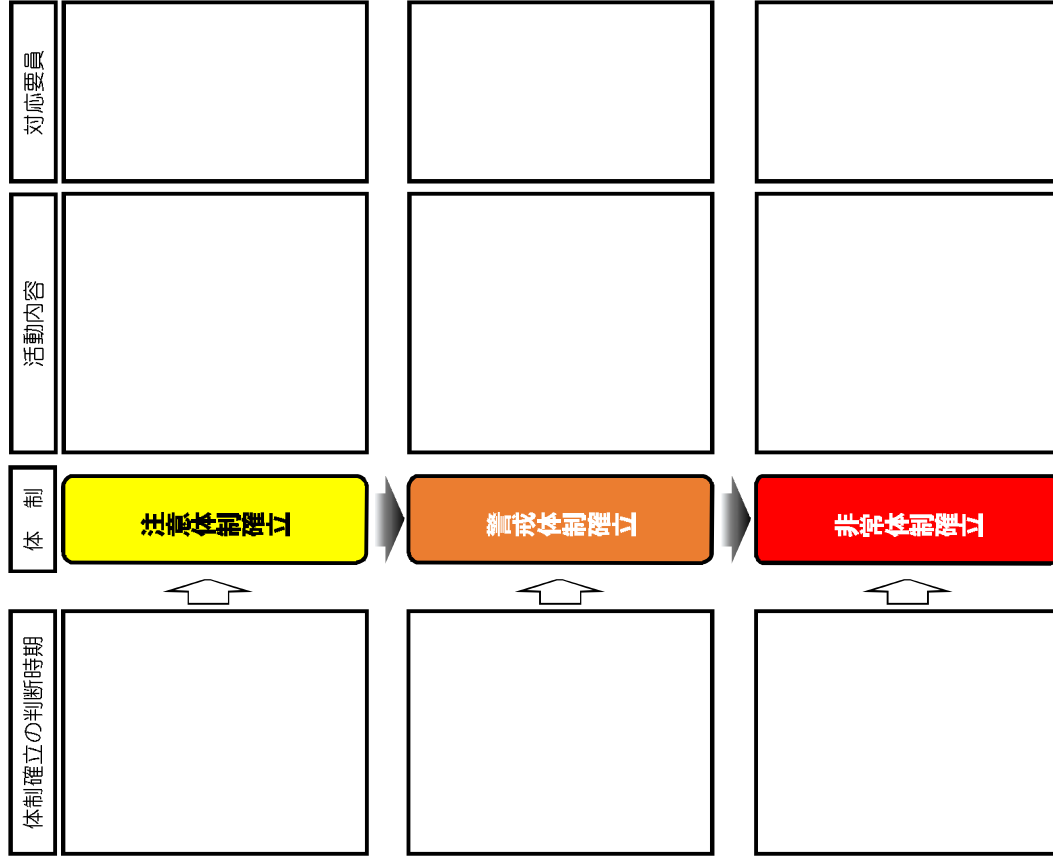 体制確立の判断時期
体　制
活動内容
対応要員
注意体制確立
警戒体制確立
非常体制確立